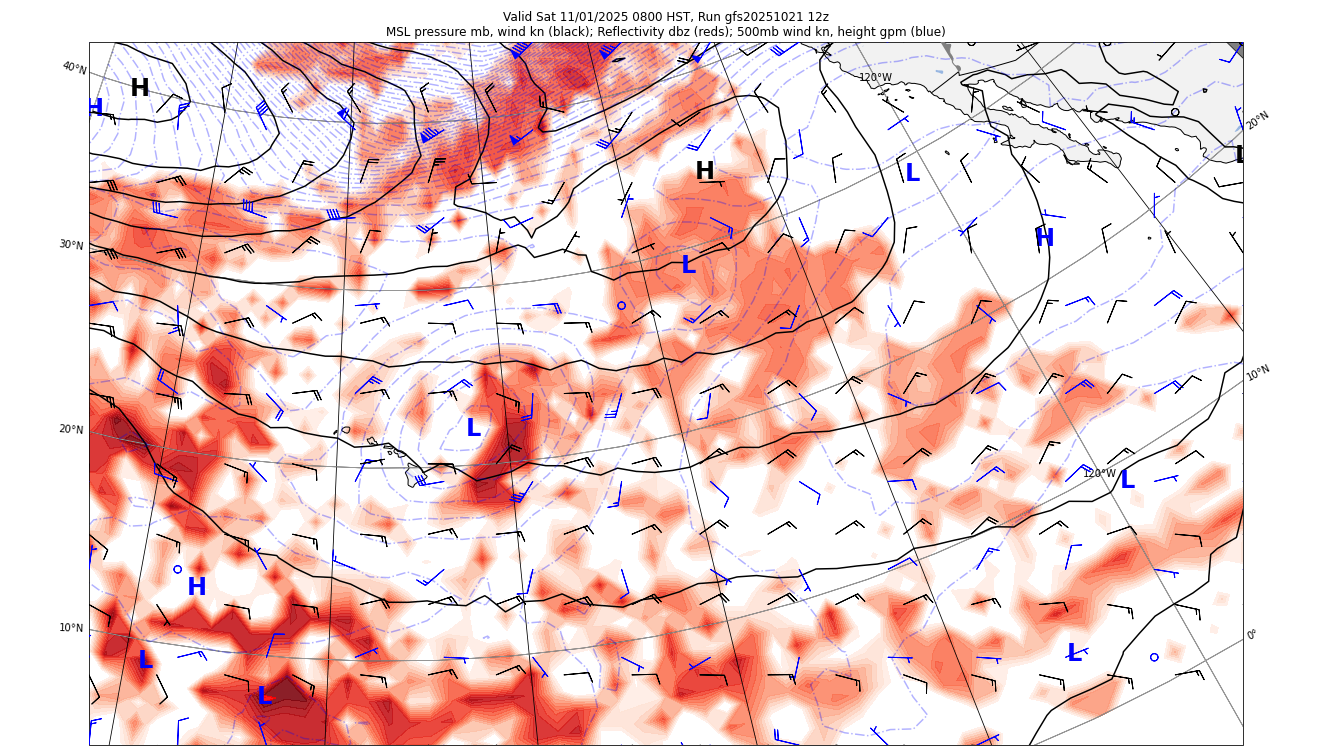 Valid Sat 11/01/2025 0800 HST, Run gfs20251021 12z
MSL pressure mb, wind kn (black); Reflectivity dbz (reds); 500mb wind kn, height gpm (blue)
40°N
H
H
120°W
20°N
L
H
L
30°N
H
L
10°N
20°N
L
120°W
L
H
10°N
0°
L
L
L